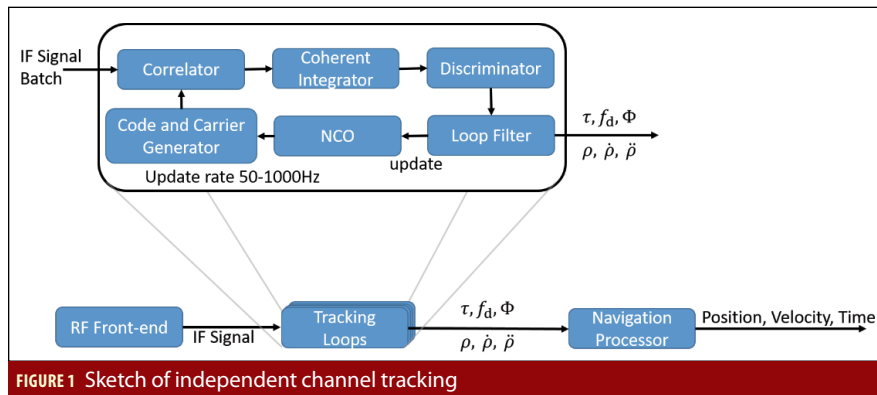 IF Signal
Batch
Correlator
Coherent
Integrator
Discriminator
Code and Carrier
Generator
NCO
Loop Filter
update
Update rate 50-1000Hz
τ, f_d, Φ
ρ, ρ̇, ρ̈
RF Front-end
IF Signal
Tracking
Loops
τ, f_d, Φ
ρ, ρ̇, ρ̈
Navigation
Processor
Position, Velocity, Time
FIGURE 1 Sketch of independent channel tracking